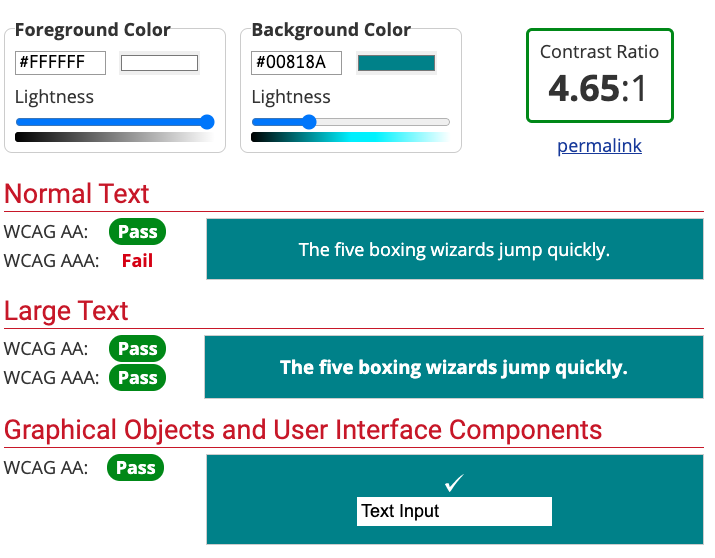 Foreground Color
#FFFFFF
Lightness
Background Color
#00818A
Lightness
Contrast Ratio
4.65:1
permalink
Normal Text
WCAG AA: Pass
WCAG AAA: Fail
The five boxing wizards jump quickly.
Large Text
WCAG AA: Pass
WCAG AAA: Pass
The five boxing wizards jump quickly.
Graphical Objects and User Interface Components
WCAG AA: Pass
✓
Text Input